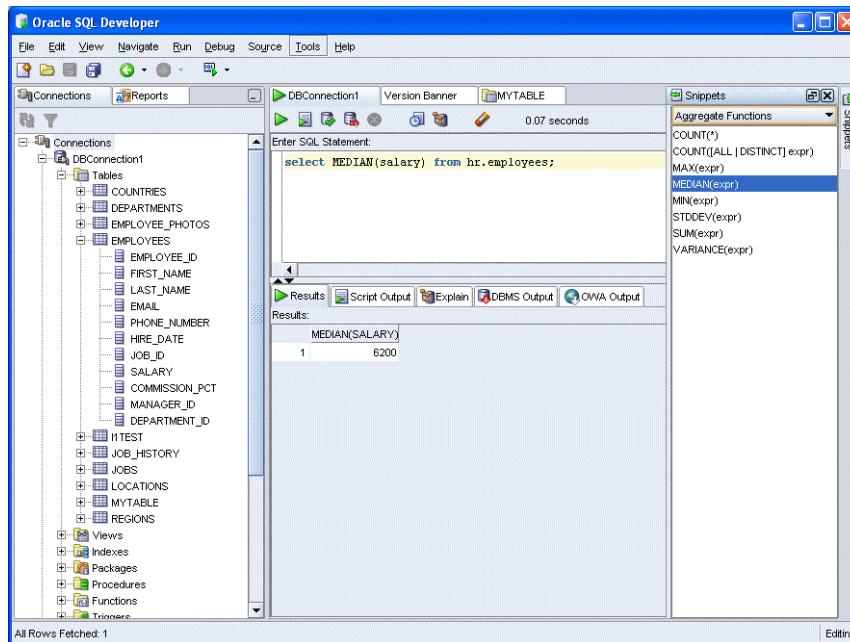 Oracle SQL Developer
File Edit View Navigate Run Debug Source Tools Help
Connections
Reports
Connections
DBConnection1
Tables
COUNTRIES
DEPARTMENTS
EMPLOYEE_PHOTOS
EMPLOYEES
EMPLOYEE_ID
FIRST_NAME
LAST_NAME
EMAIL
PHONE_NUMBER
HIRE_DATE
JOB_ID
SALARY
COMMISSION_PCT
MANAGER_ID
DEPARTMENT_ID
I1TEST
JOB_HISTORY
JOBS
LOCATIONS
MYTABLE
REGIONS
Views
Indexes
Packages
Procedures
Functions
Triggers
DBConnection1 Version Banner MYTABLE
0.07 seconds
Enter SQL Statement:
select MEDIAN(salary) from hr.employees;
Results Script Output Explain DBMS Output OWA Output
Results:
MEDIAN(SALARY)
1 6200
Snippets
Aggregate Functions
COUNT(*)
COUNT([ALL | DISTINCT] expr)
MAX(expr)
MEDIAN(expr)
MIN(expr)
STDDEV(expr)
SUM(expr)
VARIANCE(expr)
Snippets
All Rows Fetched: 1
Editin